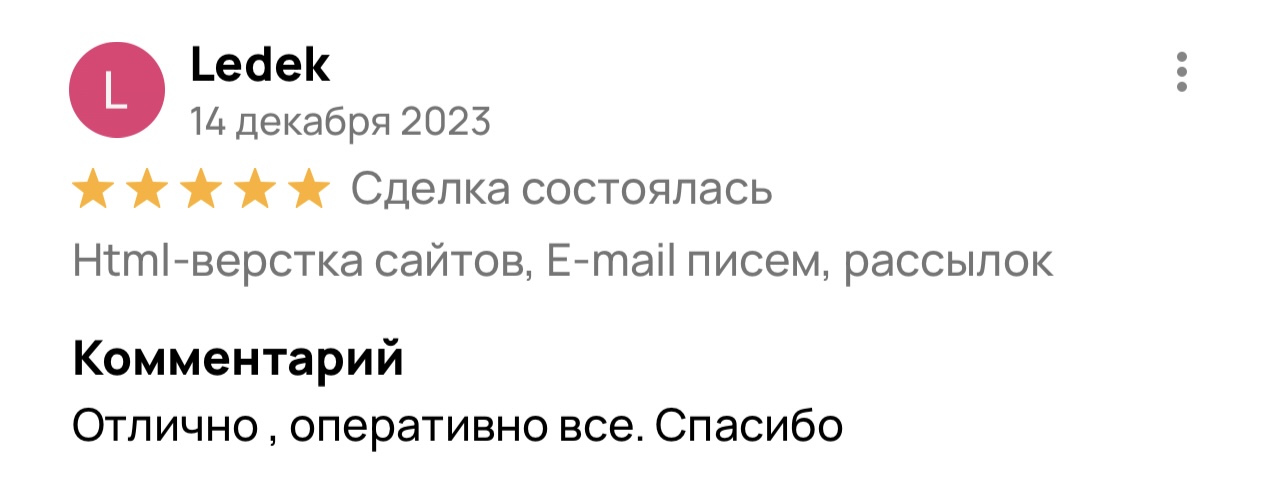 L
Ledek
14 декабря 2023
Сделка состоялась
Html-верстка сайтов, E-mail писем, рассылок
Комментарий
Отлично , оперативно все. Спасибо